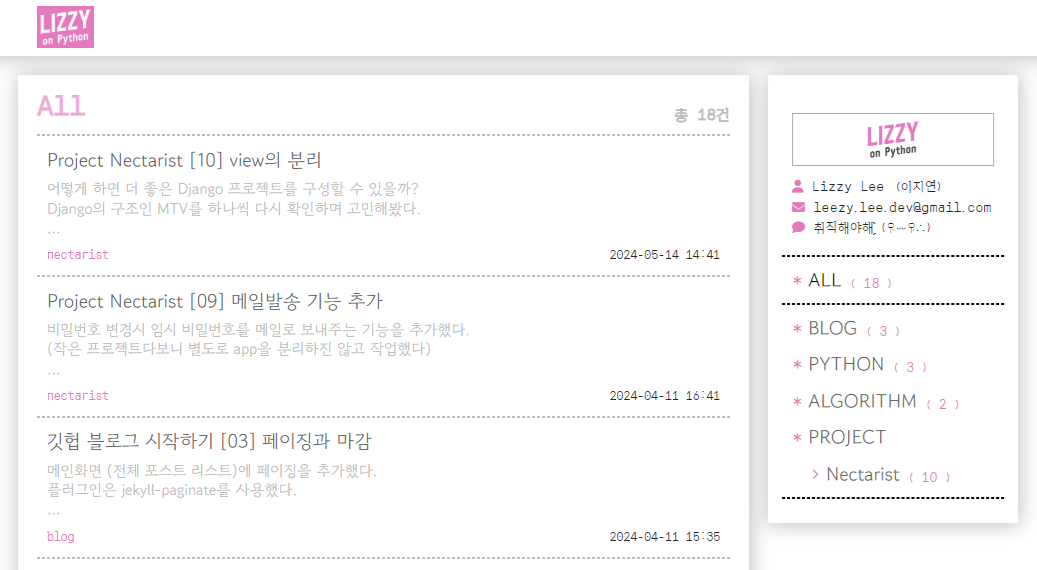 LIZZY
on Python
All
총 18건
Project Nectarist [10] view의 분리
어떻게 하면 더 좋은 Django 프로젝트를 구성할 수 있을까?
Django의 구조인 MTV를 하나씩 다시 확인하며 고민해봤다.
...
nectarist
2024-05-14 14:41
Project Nectarist [09] 메일발송 기능 추가
비밀번호 변경시 임시 비밀번호를 메일로 보내주는 기능을 추가했다.
(작은 프로젝트다보니 별도로 app을 분리하진 않고 작업했다)
...
nectarist
2024-04-11 16:41
깃헙 블로그 시작하기 [03] 페이징과 마감
메인화면 (전체 포스트 리스트)에 페이징을 추가했다.
플러그인은 jekyll-paginate를 사용했다.
...
blog
2024-04-11 15:35
LIZZY
on Python
Lizzy Lee (이지연)
leezy.lee.dev@gmail.com
취직해야해
* ALL ( 18 )
* BLOG ( 3 )
* PYTHON ( 3 )
* ALGORITHM ( 2 )
* PROJECT
> Nectarist ( 10 )